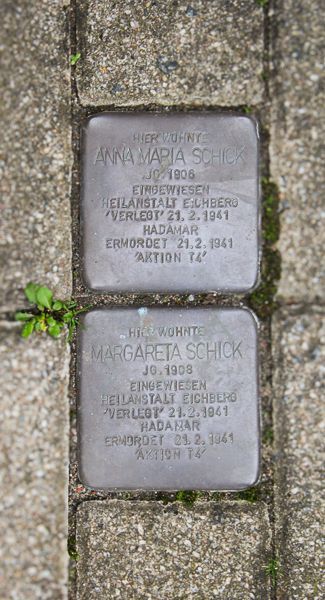 HIER WOHNTE
ANNA MARIA SCHICK
JG. 1906
EINGEWIESEN
HEILANSTALT EICHBERG
'VERLEGT' 21.2.1941
HADAMAR
ERMORDET 21.2.1941
'AKTION T4'
HIER WOHNTE
MARGARETA SCHICK
JG. 1908
EINGEWIESEN
HEILANSTALT EICHBERG
'VERLEGT' 21.2.1941
HADAMAR
ERMORDET 21.2.1941
'AKTION T4'